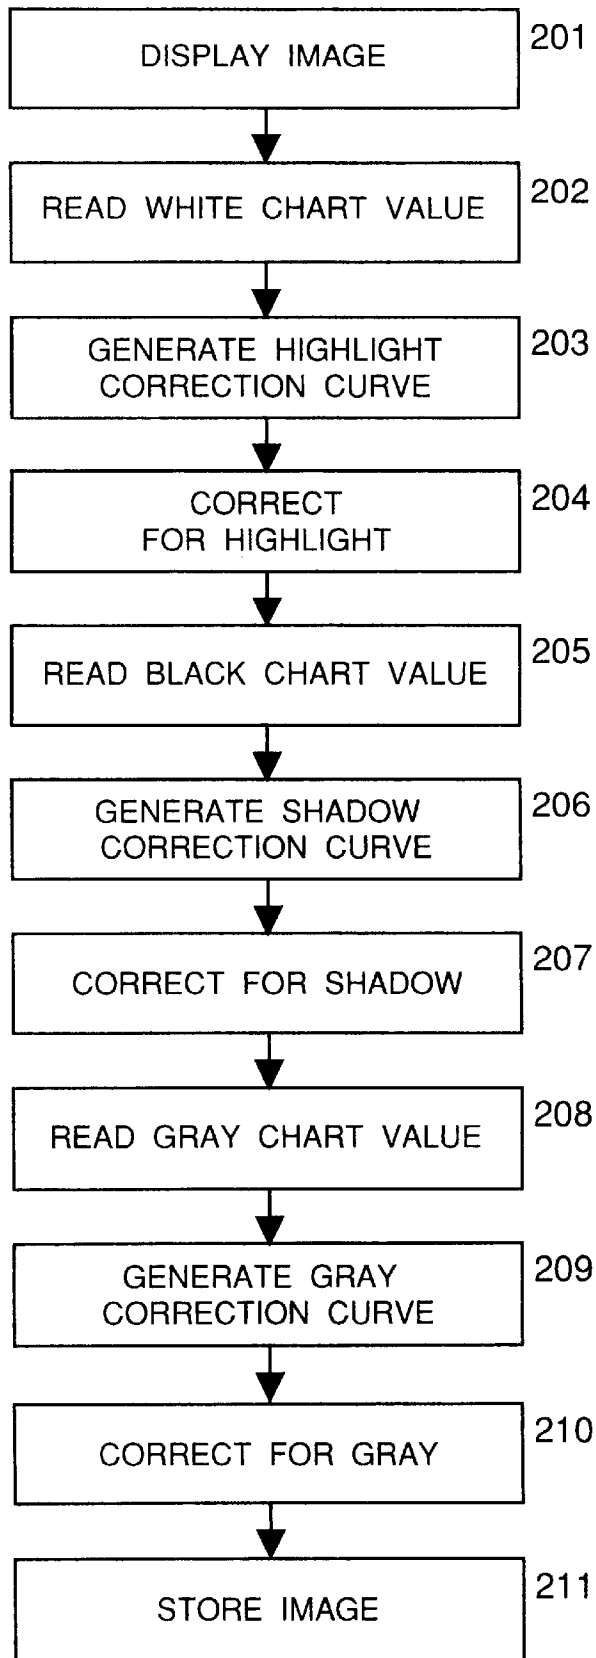 DISPLAY IMAGE
201
READ WHITE CHART VALUE
202
GENERATE HIGHLIGHT
CORRECTION CURVE
203
CORRECT
FOR HIGHLIGHT
204
READ BLACK CHART VALUE
205
GENERATE SHADOW
CORRECTION CURVE
206
CORRECT FOR SHADOW
207
READ GRAY CHART VALUE
208
GENERATE GRAY
CORRECTION CURVE
209
CORRECT FOR GRAY
210
STORE IMAGE
211